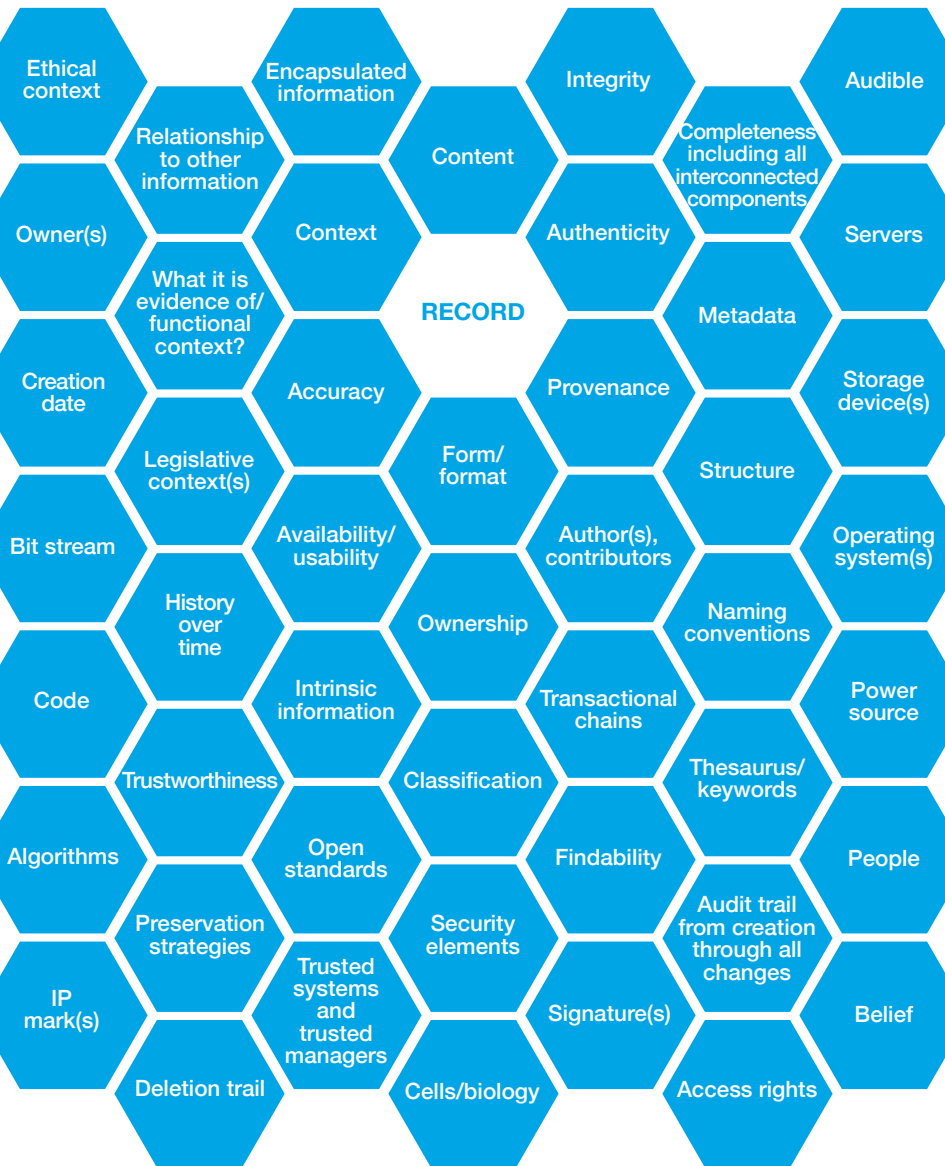 Ethical
context
Encapsulated
information
Integrity
Audible
Relationship
to other
information
Content
Completeness
including all
interconnected
components
Owner(s)
Context
Authenticity
Servers
What it is
evidence of/
functional
context?
RECORD
Metadata
Creation
date
Accuracy
Provenance
Storage
device(s)
Legislative
context(s)
Form/
format
Structure
Bit stream
Availability/
usability
Author(s),
contributors
Operating
system(s)
History
over
time
Ownership
Naming
conventions
Code
Intrinsic
information
Transactional
chains
Power
source
Trustworthiness
Classification
Thesaurus/
keywords
Algorithms
Open
standards
Findability
People
Preservation
strategies
Security
elements
Audit trail
from creation
through all
changes
IP
mark(s)
Trusted
systems
and
trusted
managers
Signature(s)
Belief
Deletion trail
Cells/biology
Access rights